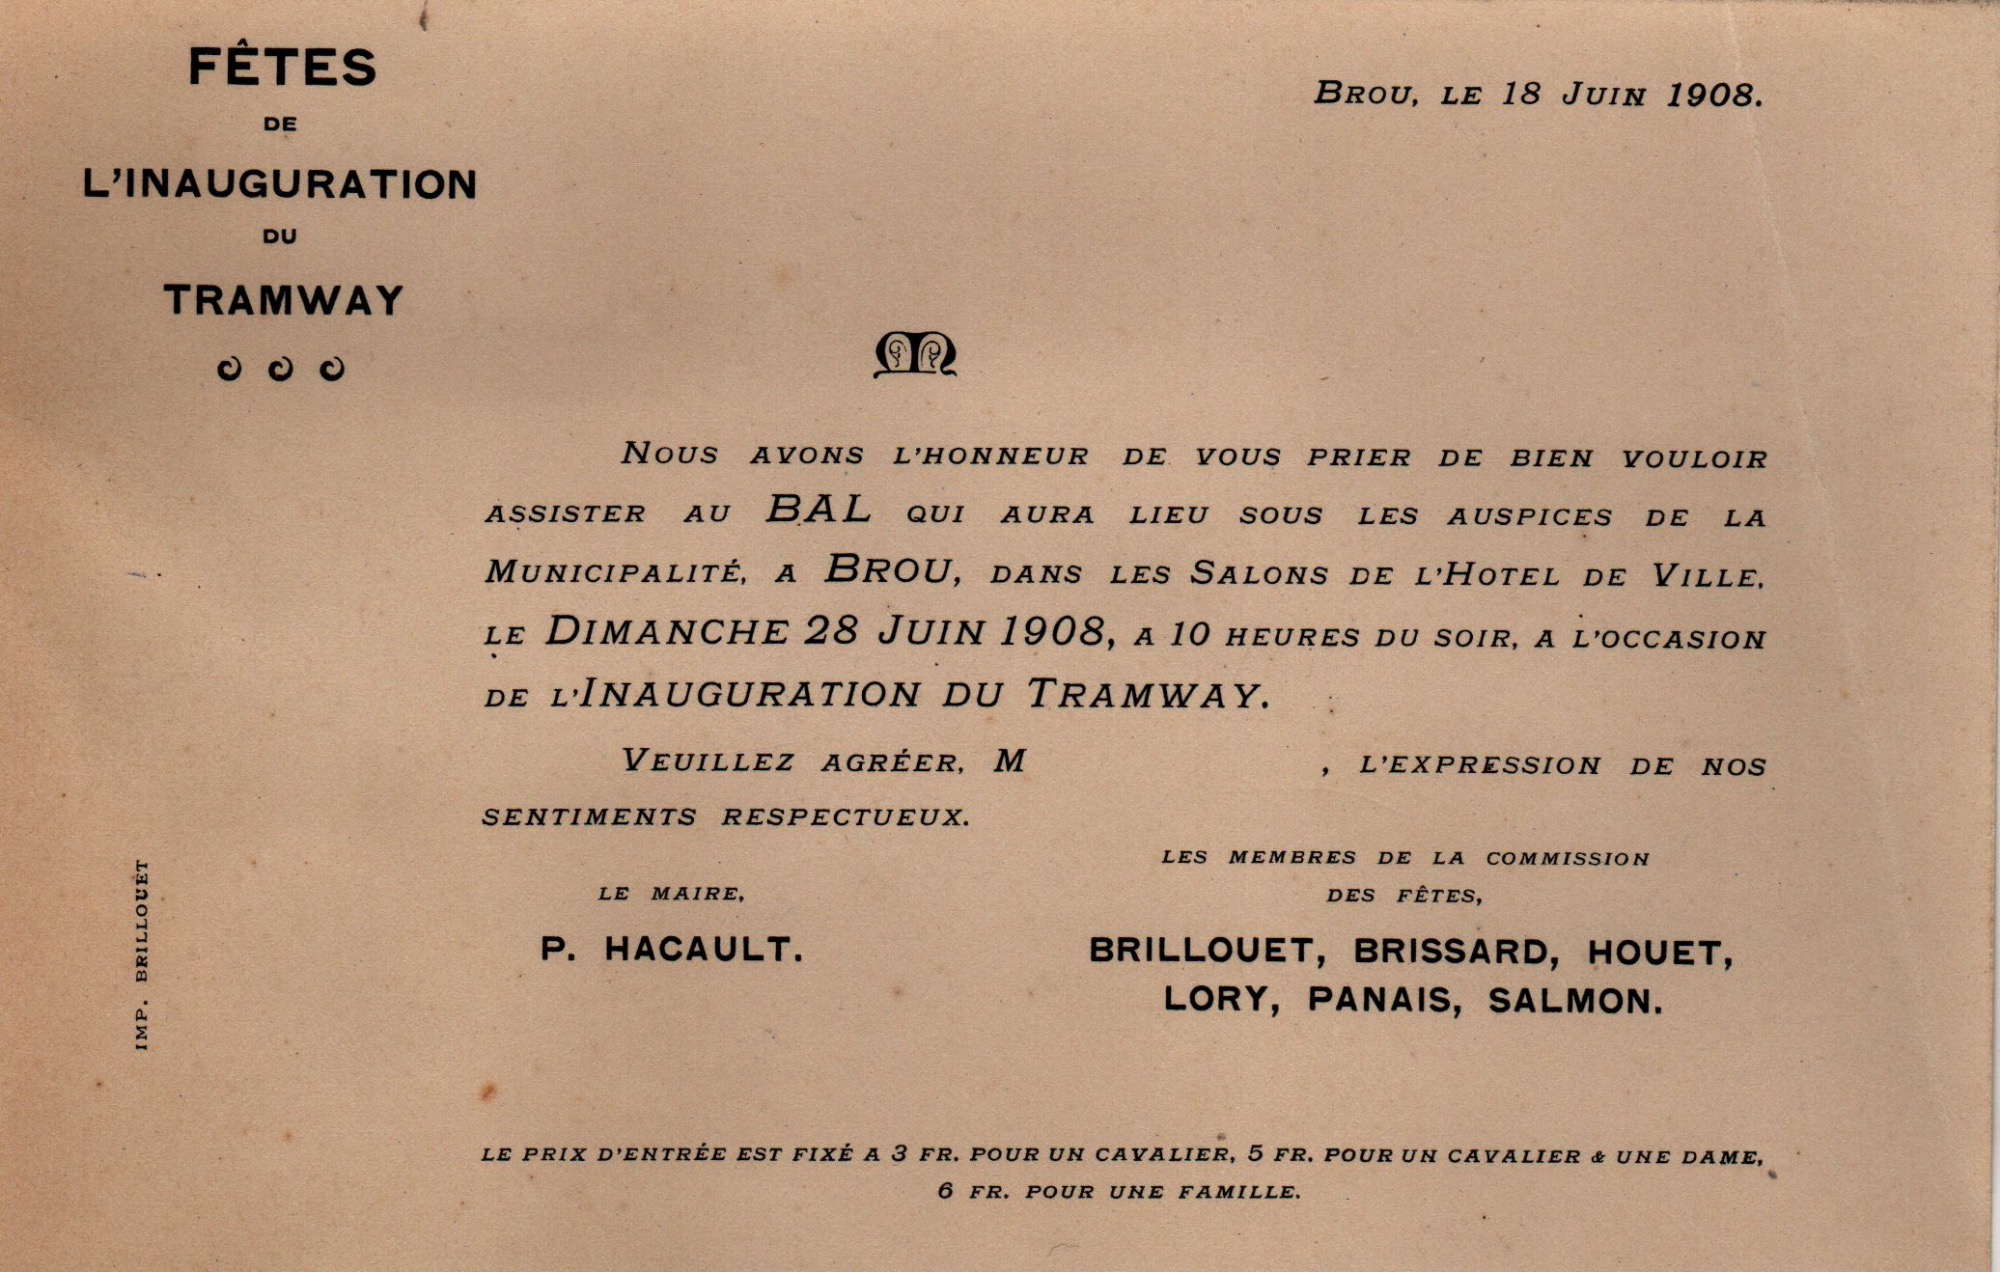 FÊTES
DE
L'INAUGURATION
DU
TRAMWAY
BROU, LE 18 JUIN 1908.
M
NOUS AVONS L'HONNEUR DE VOUS PRIER DE BIEN VOULOIR
ASSISTER AU BAL QUI AURA LIEU SOUS LES AUSPICES DE LA
MUNICIPALITÉ, A BROU, DANS LES SALONS DE L'HOTEL DE VILLE,
LE DIMANCHE 28 JUIN 1908, A 10 HEURES DU SOIR, A L'OCCASION
DE L'INAUGURATION DU TRAMWAY.
VEUILLEZ AGRÉER, M , L'EXPRESSION DE NOS
SENTIMENTS RESPECTUEUX.
LE MAIRE,
P. HACAULT.
LES MEMBRES DE LA COMMISSION
DES FÊTES,
BRILLOUET, BRISSARD, HOUET,
LORY, PANAIS, SALMON.
IMP. BRILLOUET
LE PRIX D'ENTRÉE EST FIXÉ A 3 FR. POUR UN CAVALIER, 5 FR. POUR UN CAVALIER & UNE DAME,
6 FR. POUR UNE FAMILLE.